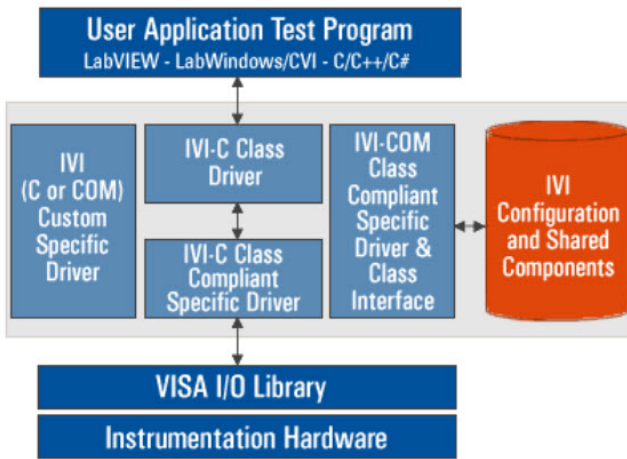 User Application Test Program
LabVIEW - LabWindows/CVI - C/C++/C#
IVI
(C or COM)
Custom
Specific
Driver
IVI-C Class
Driver
IVI-C Class
Compliant
Specific Driver
IVI-COM
Class
Compliant
Specific
Driver &
Class
Interface
IVI
Configuration
and Shared
Components
VISA I/O Library
Instrumentation Hardware